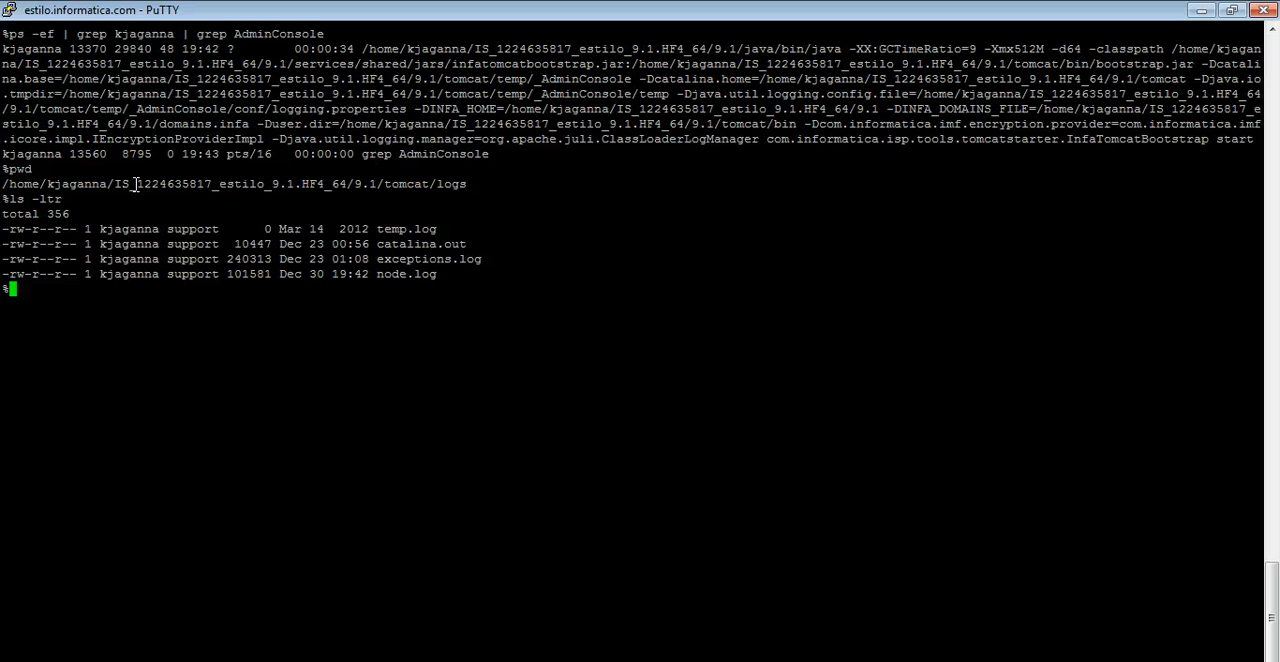 estilo.informatica.com - PuTTY
%ps -ef | grep kjaganna | grep AdminConsole
kjaganna 13370 29840 48 19:42 ?        00:00:34 /home/kjaganna/IS_1224635817_estilo_9.1.HF4_64/9.1/java/bin/java -XX:GCTimeRatio=9 -Xmx512M -d64 -classpath /home/kjagan
na/IS_1224635817_estilo_9.1.HF4_64/9.1/services/shared/jars/infatomcatbootstrap.jar:/home/kjaganna/IS_1224635817_estilo_9.1.HF4_64/9.1/tomcat/bin/bootstrap.jar -Dcatali
na.base=/home/kjaganna/IS_1224635817_estilo_9.1.HF4_64/9.1/tomcat/temp/_AdminConsole -Dcatalina.home=/home/kjaganna/IS_1224635817_estilo_9.1.HF4_64/9.1/tomcat -Djava.io
.tmpdir=/home/kjaganna/IS_1224635817_estilo_9.1.HF4_64/9.1/tomcat/temp/_AdminConsole/temp -Djava.util.logging.config.file=/home/kjaganna/IS_1224635817_estilo_9.1.HF4_64
/9.1/tomcat/temp/_AdminConsole/conf/logging.properties -DINFA_HOME=/home/kjaganna/IS_1224635817_estilo_9.1.HF4_64/9.1 -DINFA_DOMAINS_FILE=/home/kjaganna/IS_1224635817_e
stilo_9.1.HF4_64/9.1/domains.infa -Duser.dir=/home/kjaganna/IS_1224635817_estilo_9.1.HF4_64/9.1/tomcat/bin -Dcom.informatica.imf.encryption.provider=com.informatica.imf
.icore.impl.IEncryptionProviderImpl -Djava.util.logging.manager=org.apache.juli.ClassLoaderLogManager com.informatica.isp.tools.tomcatstarter.InfaTomcatBootstrap start
kjaganna 13560  8795  0 19:43 pts/16   00:00:00 grep AdminConsole
%pwd
/home/kjaganna/IS_1224635817_estilo_9.1.HF4_64/9.1/tomcat/logs
%ls -ltr
total 356
-rw-r--r-- 1 kjaganna support      0 Mar 14  2012 temp.log
-rw-r--r-- 1 kjaganna support  10447 Dec 23 00:56 catalina.out
-rw-r--r-- 1 kjaganna support 240313 Dec 23 01:08 exceptions.log
-rw-r--r-- 1 kjaganna support 101581 Dec 30 19:42 node.log
%